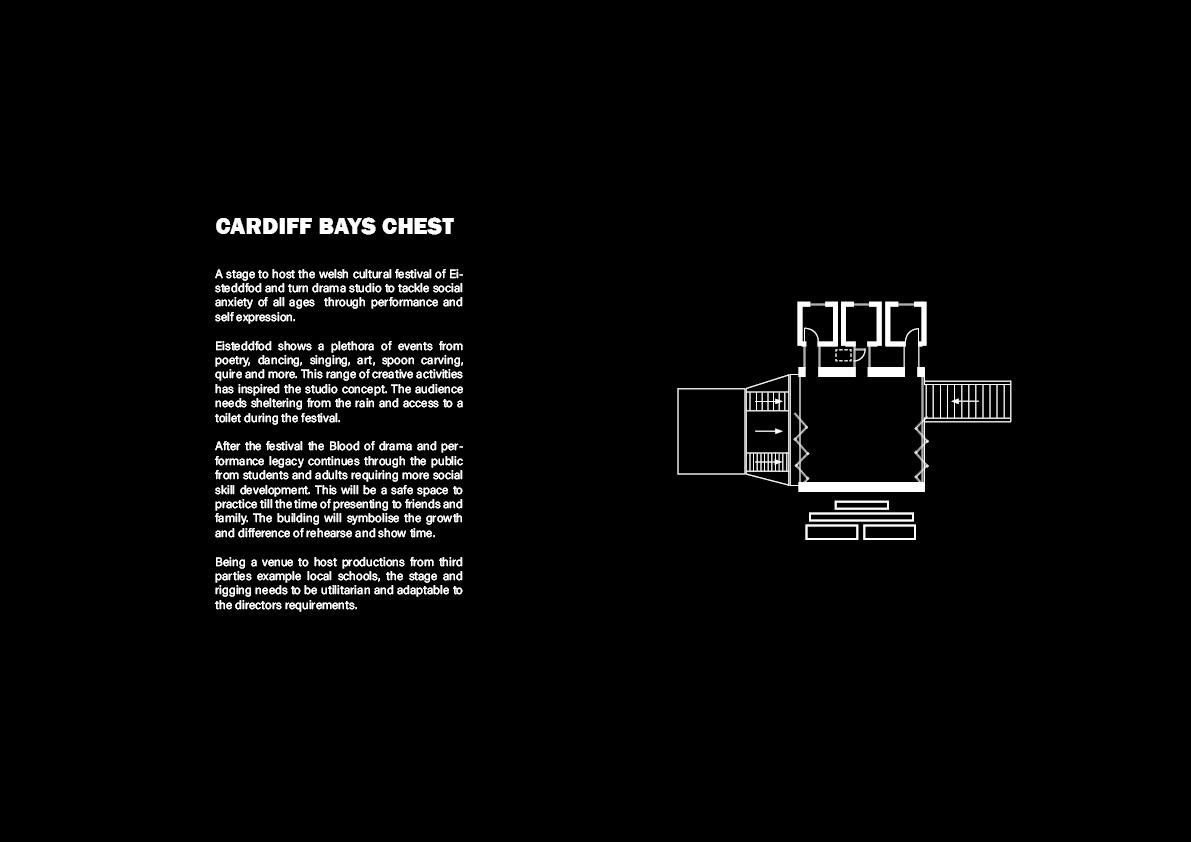 CARDIFF BAYS CHEST
A stage to host the welsh cultural festival of Ei-
steddfod and turn drama studio to tackle social
anxiety of all ages through performance and
self expression.
Eisteddfod shows a plethora of events from
poetry, dancing, singing, art, spoon carving,
quire and more. This range of creative activities
has inspired the studio concept. The audience
needs sheltering from the rain and access to a
toilet during the festival.
After the festival the Blood of drama and per-
formance legacy continues through the public
from students and adults requiring more social
skill development. This will be a safe space to
practice till the time of presenting to friends and
family. The building will symbolise the growth
and difference of rehearse and show time.
Being a venue to host productions from third
parties example local schools, the stage and
rigging needs to be utilitarian and adaptable to
the directors requirements.